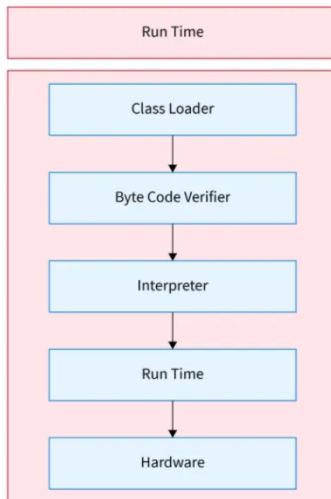 Run Time
Class Loader
Byte Code Verifier
Interpreter
Run Time
Hardware